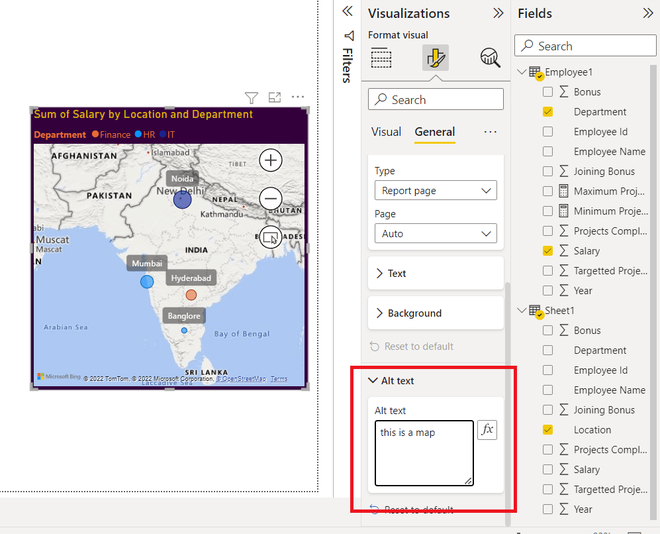 Sum of Salary by Location and Department
Department Finance HR IT
AFGHANISTAN
Islamabad
TIBET
Noida
New Delhi
PAKISTAN
NEPAL
Kathmandu
BHUTAN
Muscat
Mascat
INDIA
Mumbai
Hyderabad
Banglore
Arabian Sea
Bay of Bengal
SRI LANKA
Laccadive Sea
Microsoft Bing
© 2022 TomTom, © 2022 Microsoft Corporation, © OpenStreetMap Terms
Filters
Visualizations
Format visual
Search
Visual General
Type
Report page
Page
Auto
Text
Background
Reset to default
Alt text
Alt text
this is a map
fx
Reset to default
Fields
Search
Employee1
Bonus
Department
Employee Id
Employee Name
Joining Bonus
Maximum Proj...
Minimum Proje...
Projects Compl...
Salary
Targetted Proje...
Year
Sheet1
Bonus
Department
Employee Id
Employee Name
Joining Bonus
Location
Projects Compl...
Salary
Targetted Proje...
Year